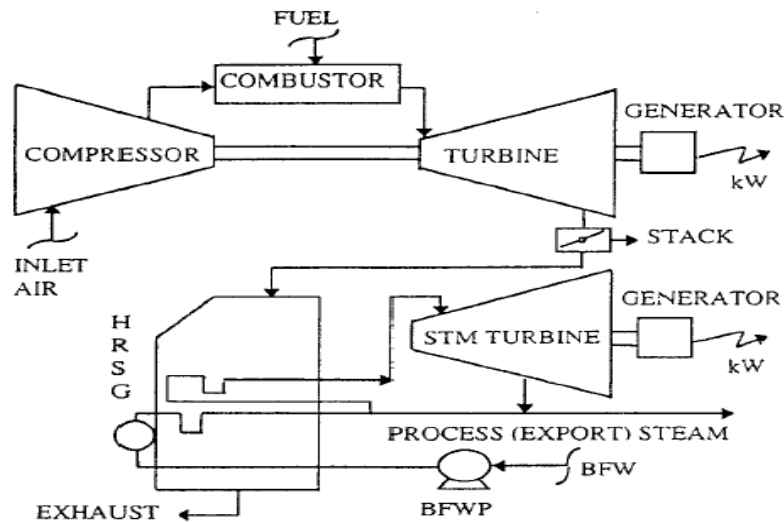 FUEL
COMBUSTOR
COMPRESSOR
TURBINE
GENERATOR
kW
INLET
AIR
STACK
HRSG
STM TURBINE
GENERATOR
kW
PROCESS (EXPORT) STEAM
BFW
BFWP
EXHAUST